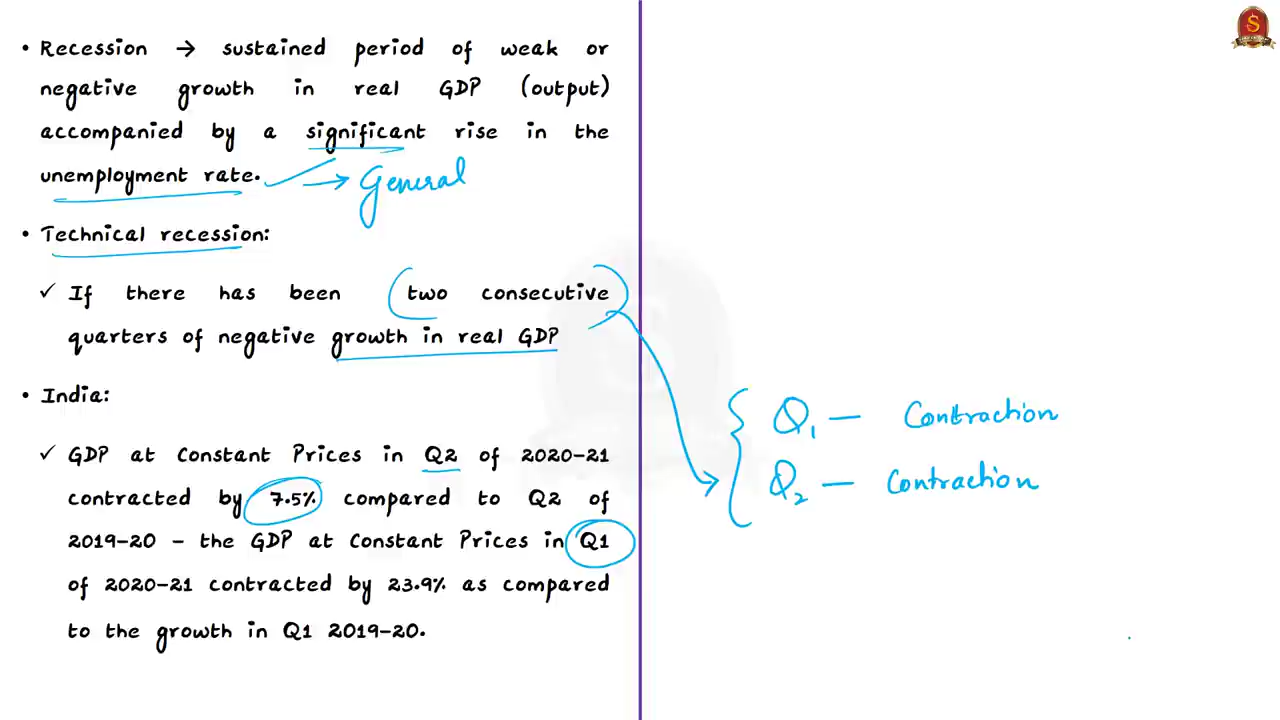 • Recession → sustained period of weak or
negative growth in real GDP (output)
accompanied by a significant rise in the
unemployment rate. → General
• Technical recession:
✓ If there has been (two consecutive)
quarters of negative growth in real GDP
• India:
✓ GDP at Constant Prices in Q2 of 2020-21
contracted by 7.5% compared to Q2 of
2019-20 - the GDP at Constant Prices in Q1
of 2020-21 contracted by 23.9% as compared
to the growth in Q1 2019-20.
Q1 — Contraction
Q2 — Contraction
S